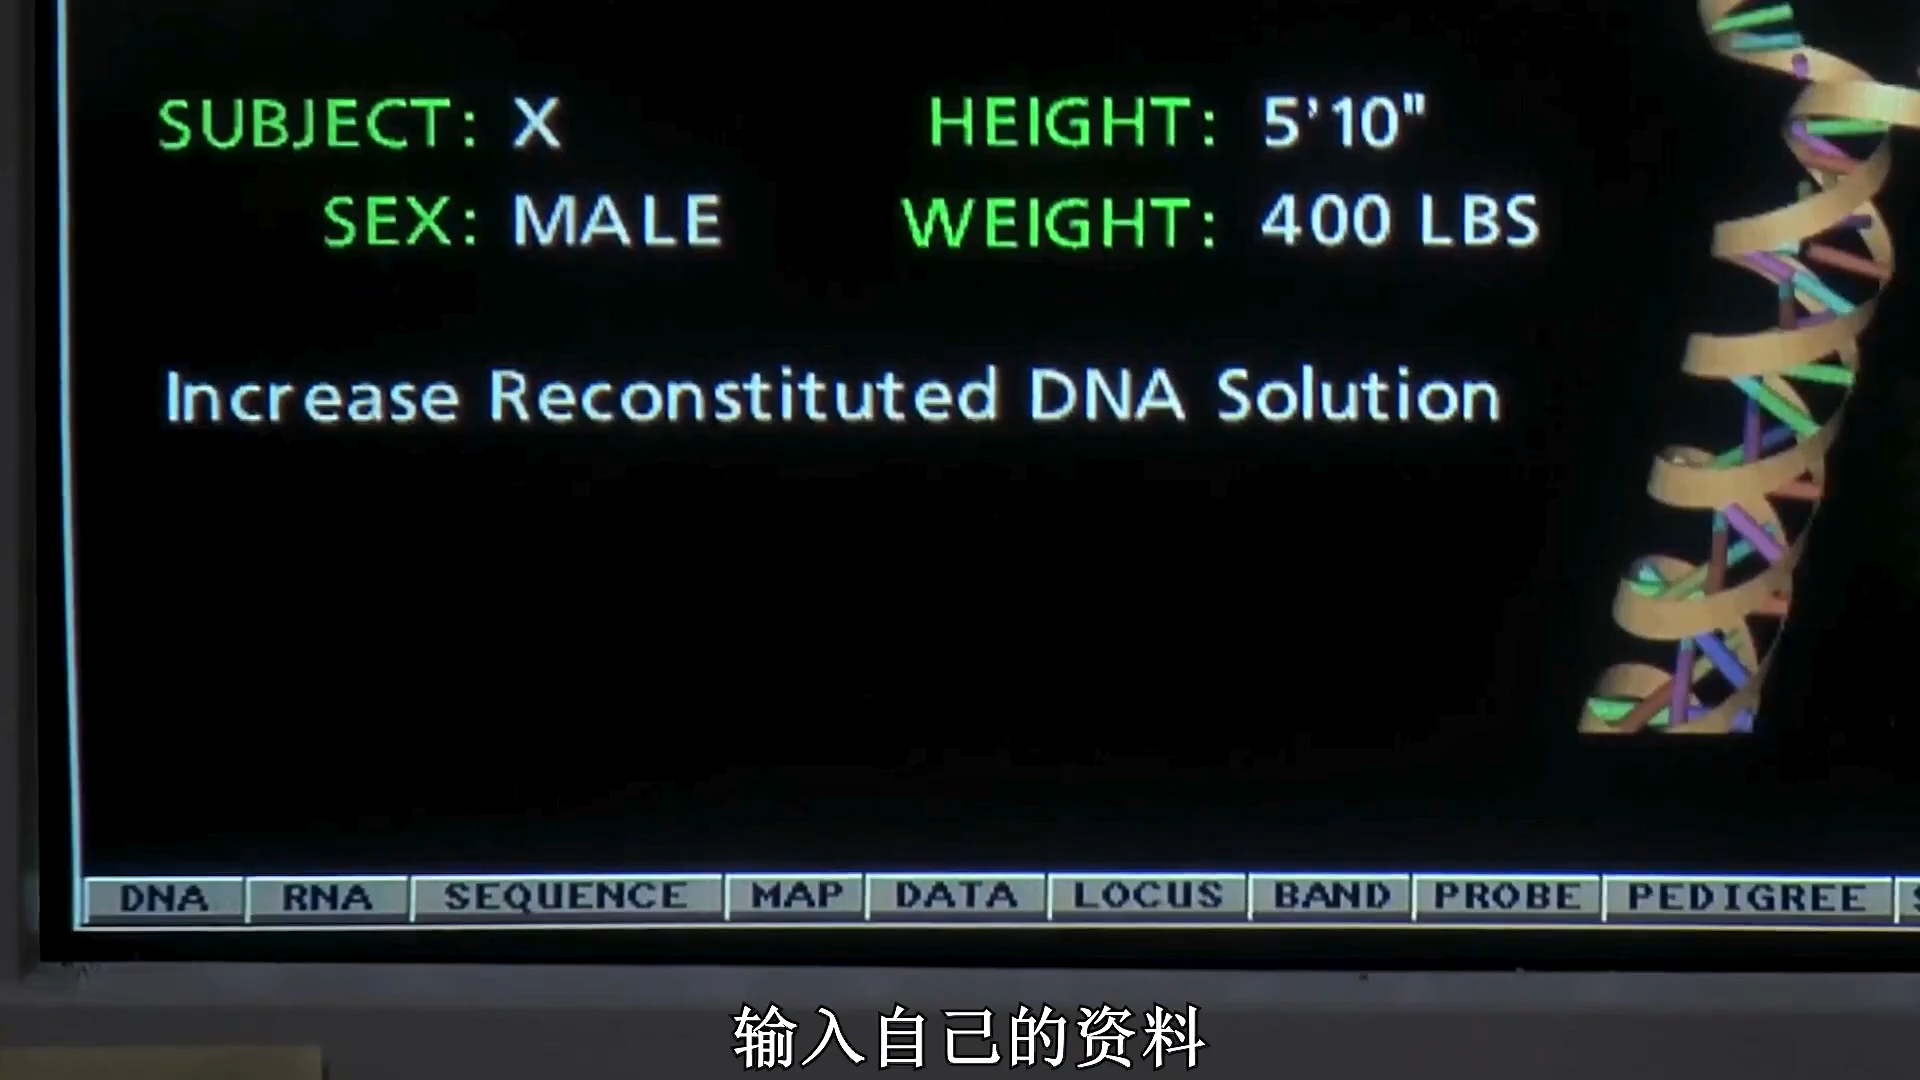 SUBJECT: X HEIGHT: 5'10"
SEX: MALE WEIGHT: 400 LBS
Increase Reconstituted DNA Solution
DNA RNA SEQUENCE MAP DATA LOCUS BAND PROBE PEDIGREE
输入自己的资料